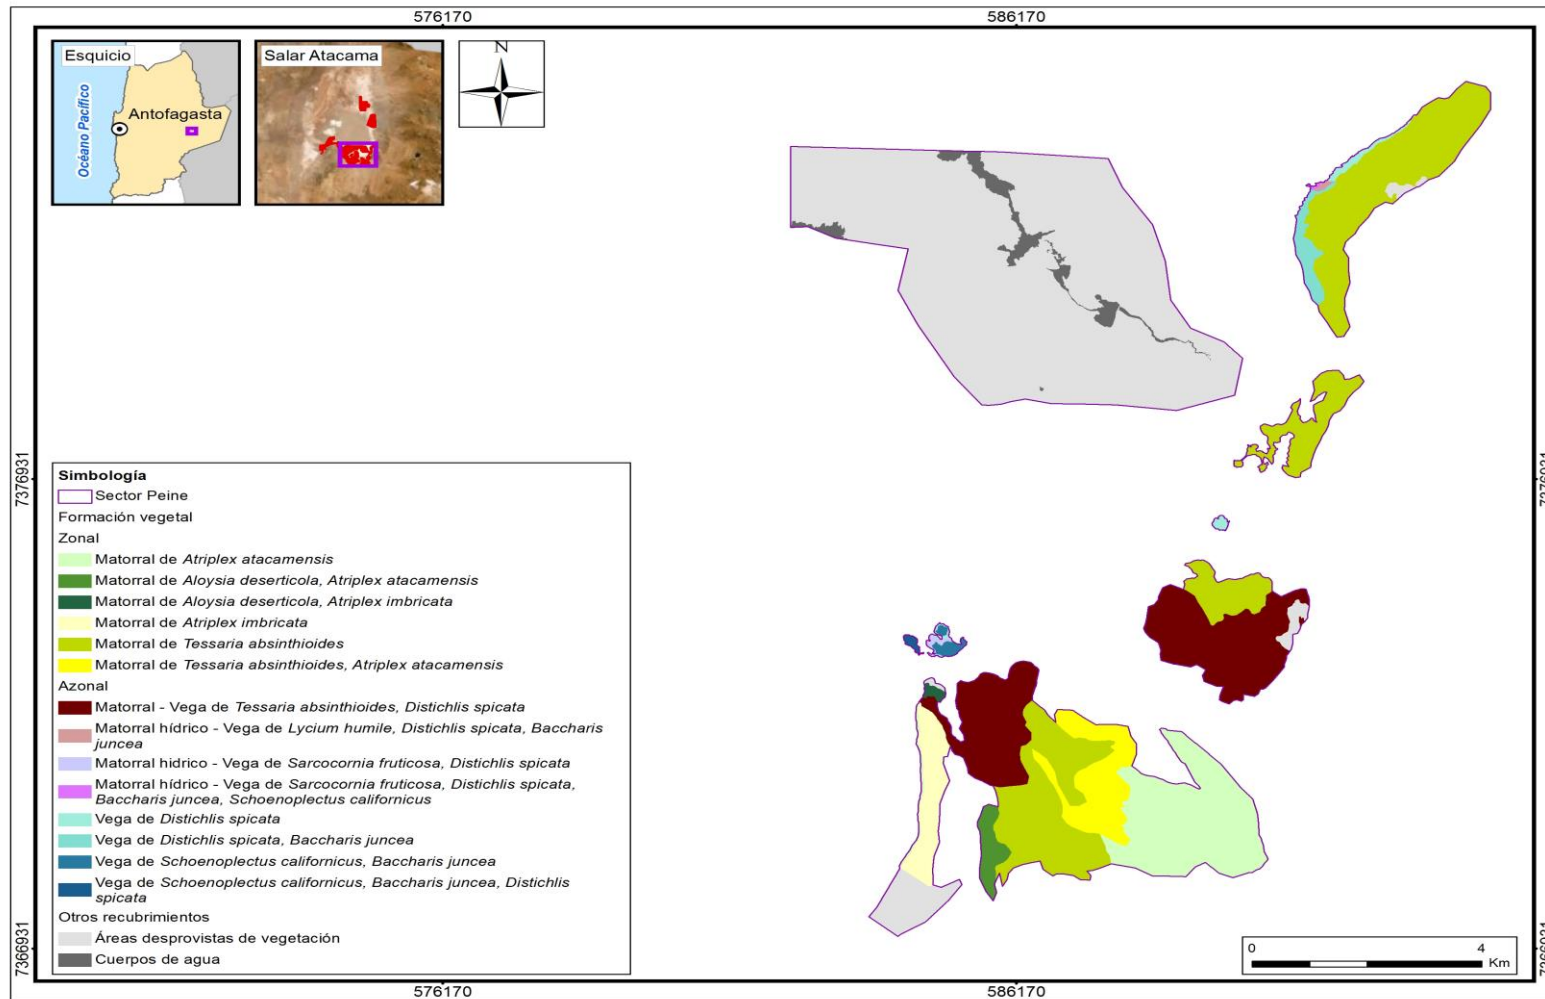 576170
586170
Esquicio
Océano Pacífico
Antofagasta
Salar Atacama
N
7376931
7376931
Simbología
Sector Peine
Formación vegetal
Zonal
Matorral de Atriplex atacamensis
Matorral de Aloysia deserticola, Atriplex atacamensis
Matorral de Aloysia deserticola, Atriplex imbricata
Matorral de Atriplex imbricata
Matorral de Tessaria absinthioides
Matorral de Tessaria absinthioides, Atriplex atacamensis
Azonal
Matorral - Vega de Tessaria absinthioides, Distichlis spicata
Matorral hídrico - Vega de Lycium humile, Distichlis spicata, Baccharis
juncea
Matorral hidrico - Vega de Sarcocornia fruticosa, Distichlis spicata
Matorral hídrico - Vega de Sarcocornia fruticosa, Distichlis spicata,
Baccharis juncea, Schoenoplectus californicus
Vega de Distichlis spicata
Vega de Distichlis spicata, Baccharis juncea
Vega de Schoenoplectus californicus, Baccharis juncea
Vega de Schoenoplectus californicus, Baccharis juncea, Distichlis
spicata
Otros recubrimientos
Áreas desprovistas de vegetación
Cuerpos de agua
7366931
7366931
0 4
Km
576170
586170